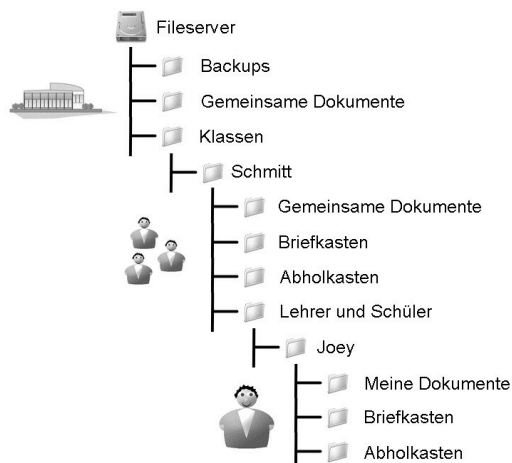 Fileserver
Backups
Gemeinsame Dokumente
Klassen
Schmitt
Gemeinsame Dokumente
Briefkasten
Abholkasten
Lehrer und Schüler
Joey
Meine Dokumente
Briefkasten
Abholkasten